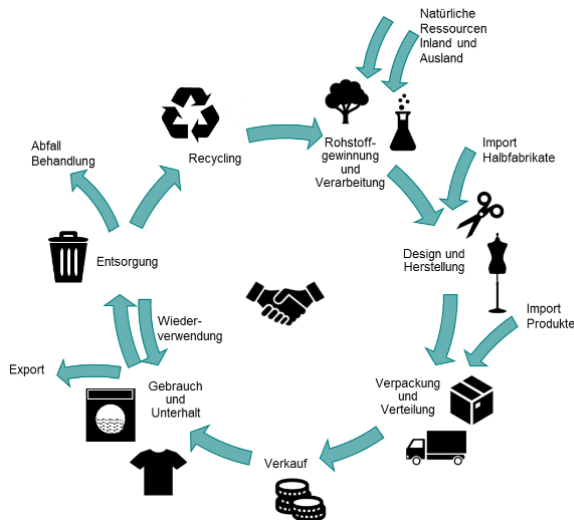 Natürliche
Ressourcen
Inland und
Ausland
Rohstoff-
gewinnung
und
Verarbeitung
Import
Halbfabrikate
Design und
Herstellung
Import
Produkte
Verpackung
und
Verteilung
Verkauf
Gebrauch
und
Unterhalt
Export
Wieder-
verwendung
Entsorgung
Abfall
Behandlung
Recycling